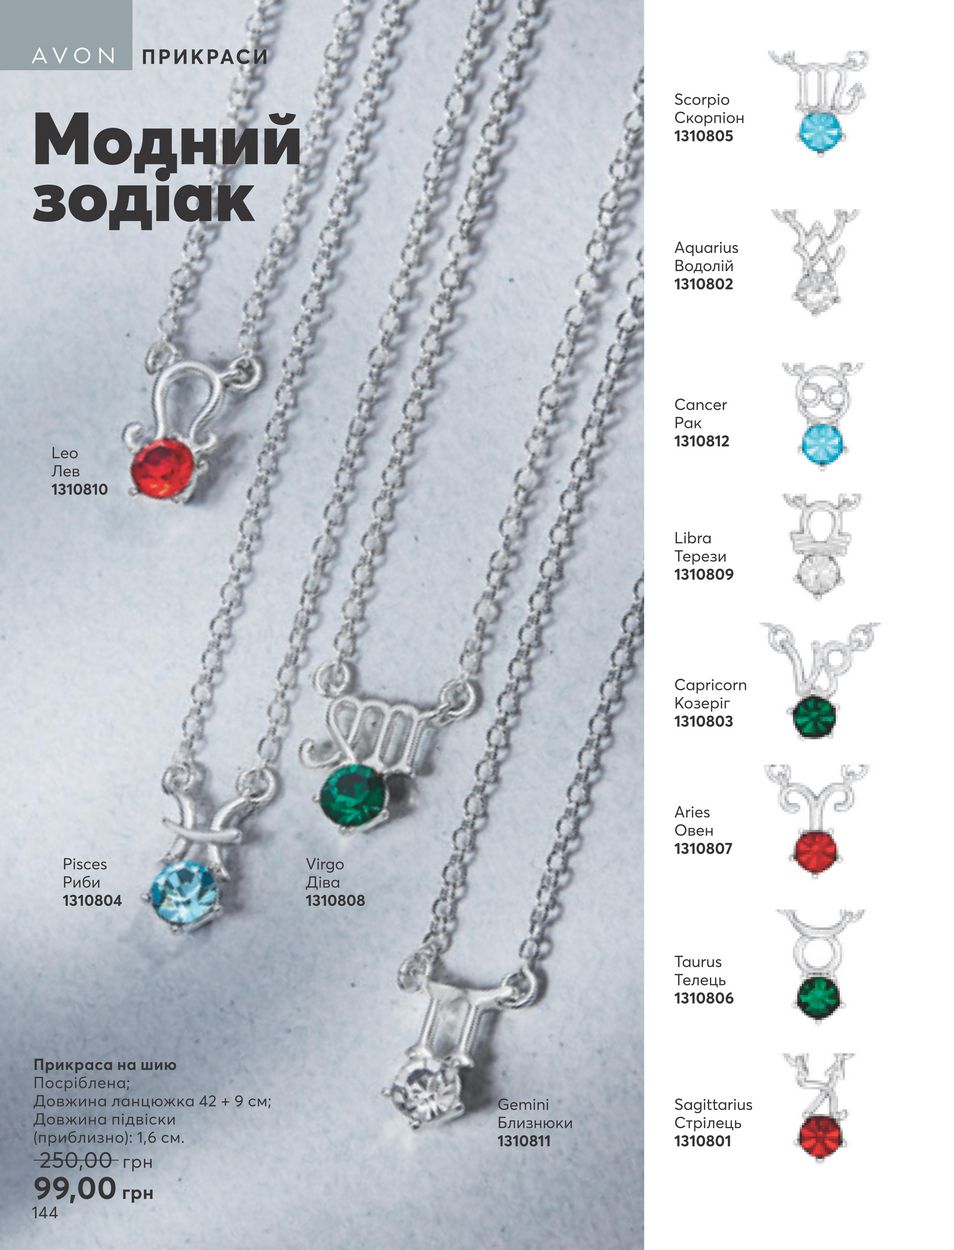 AVON ПРИКРАСИ
Модний
зодіак
Leo
Лев
1310810
Pisces
Риби
1310804
Virgo
Діва
1310808
Gemini
Близнюки
1310811
Прикраса на шию
Посріблена;
Довжина ланцюжка 42 + 9 см;
Довжина підвіски
(приблизно): 1,6 см.
250,00 грн
99,00 грн
144
Scorpio
Скорпіон
1310805
Aquarius
Водолій
1310802
Cancer
Рак
1310812
Libra
Терези
1310809
Capricorn
Козеріг
1310803
Aries
Овен
1310807
Taurus
Телець
1310806
Sagittarius
Стрілець
1310801